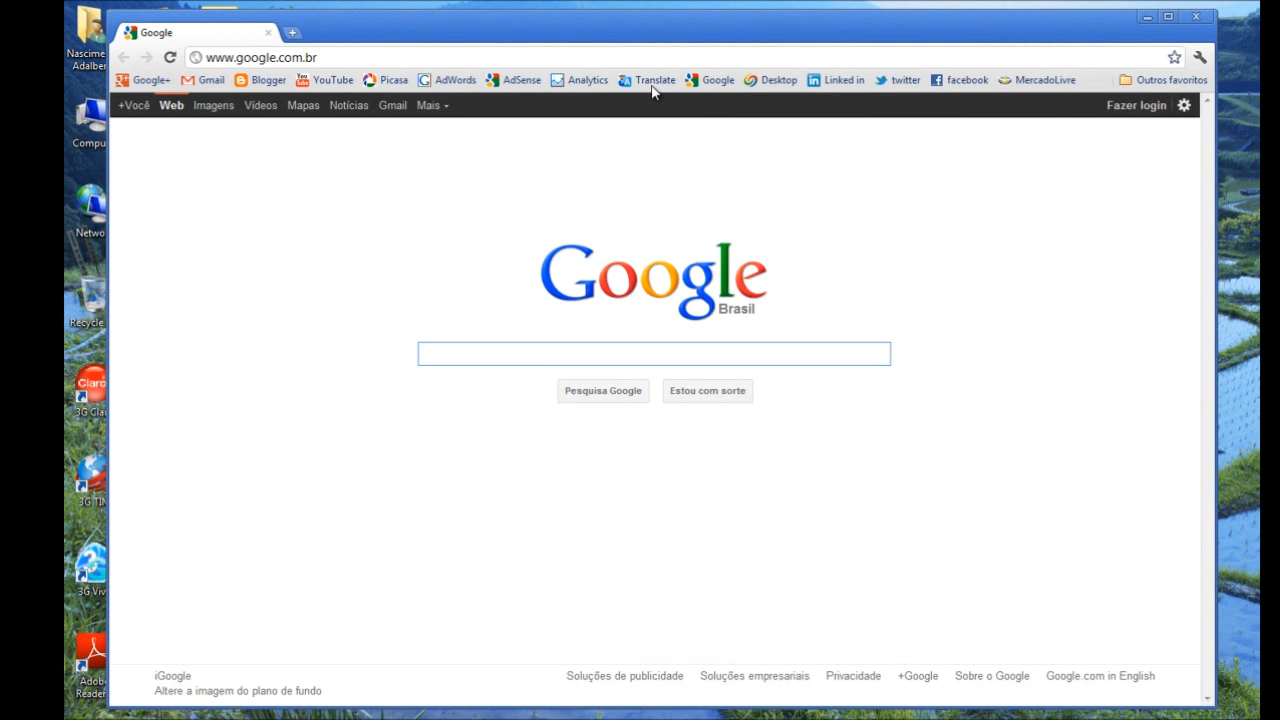 Google
www.google.com.br
Google+ Gmail Blogger YouTube Picasa AdWords AdSense Analytics Translate Google Desktop Linked in twitter facebook MercadoLivre Outros favoritos
+Você Web Imagens Vídeos Mapas Notícias Gmail Mais Fazer login
Google
Brasil
Pesquisa Google Estou com sorte
iGoogle Soluções de publicidade Soluções empresariais Privacidade +Google Sobre o Google Google.com in English
Altere a imagem do plano de fundo
Nascime
Adalber
Compu
Netwo
Recycle
Claro
3G Clar
3G TIM
3G Viv
Adob
Reade